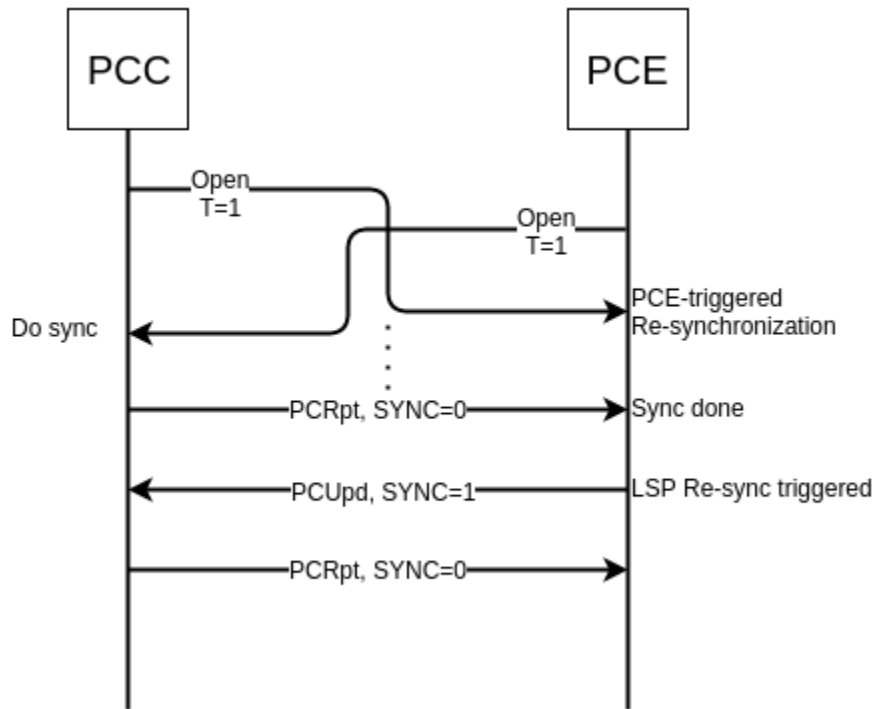 PCC
PCE
Open
T=1
Open
T=1
PCE-triggered
Re-synchronization
Do sync
PCRpt, SYNC=0
Sync done
PCUpd, SYNC=1
LSP Re-sync triggered
PCRpt, SYNC=0